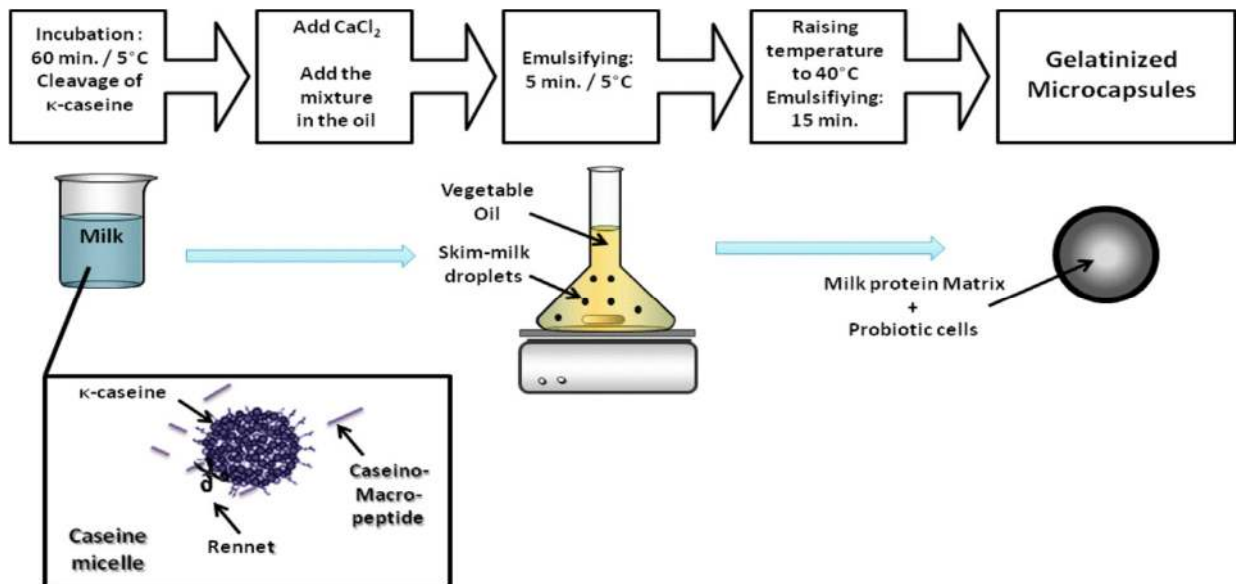 Incubation :
60 min. / 5°C
Cleavage of
κ-caseine
Add CaCl₂
Add the
mixture
in the oil
Emulsifying:
5 min. / 5°C
Raising
temperature
to 40°C
Emulsifiying:
15 min.
Gelatinized
Microcapsules
Milk
Vegetable
Oil
Skim-milk
droplets
Milk protein Matrix
+
Probiotic cells
κ-caseine
Caseino-
Macro-
peptide
Rennet
Caseine
micelle